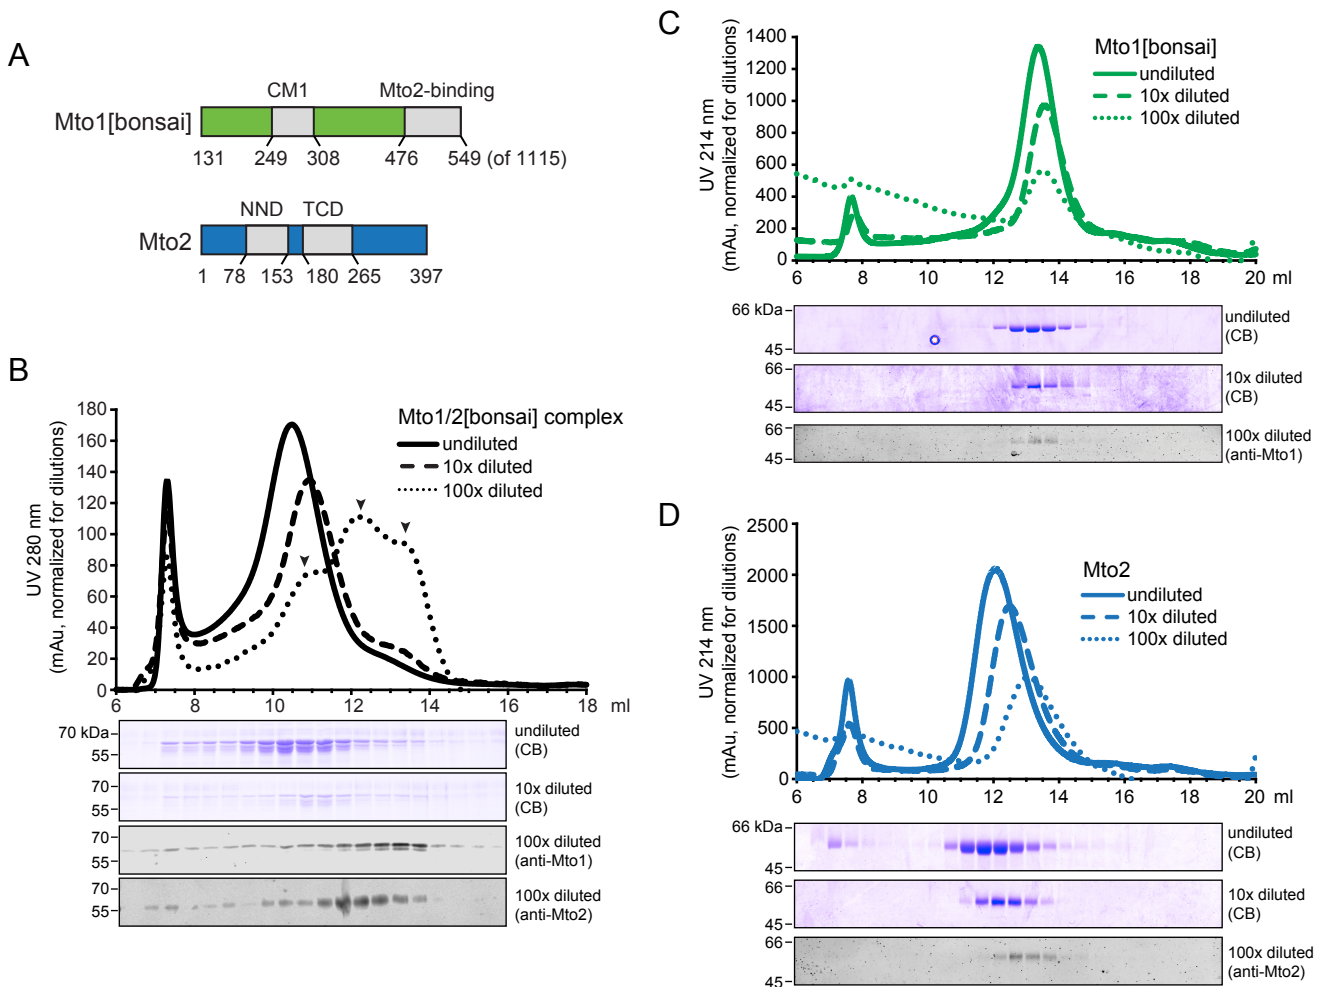 A
Mto1[bonsai]
CM1
Mto2-binding
131 249 308 476 549 (of 1115)
Mto2
NND TCD
1 78 153 180 265 397
B
UV 280 nm
(mAu, normalized for dilutions)
180
160
140
120
100
80
60
40
20
0
Mto1/2[bonsai] complex
undiluted
10x diluted
100x diluted
6 8 10 12 14 16 18 ml
70 kDa
55
undiluted
(CB)
70
55
10x diluted
(CB)
70
55
100x diluted
(anti-Mto1)
70
55
100x diluted
(anti-Mto2)
C
UV 214 nm
(mAu, normalized for dilutions)
1400
1200
1000
800
600
400
200
0
Mto1[bonsai]
undiluted
10x diluted
100x diluted
6 8 10 12 14 16 18 20 ml
66 kDa
45
undiluted
(CB)
66
45
10x diluted
(CB)
66
45
100x diluted
(anti-Mto1)
D
UV 214 nm
(mAu, normalized for dilutions)
2500
2000
1500
1000
500
0
Mto2
undiluted
10x diluted
100x diluted
6 8 10 12 14 16 18 20 ml
66 kDa
45
undiluted
(CB)
66
45
10x diluted
(CB)
66
45
100x diluted
(anti-Mto2)